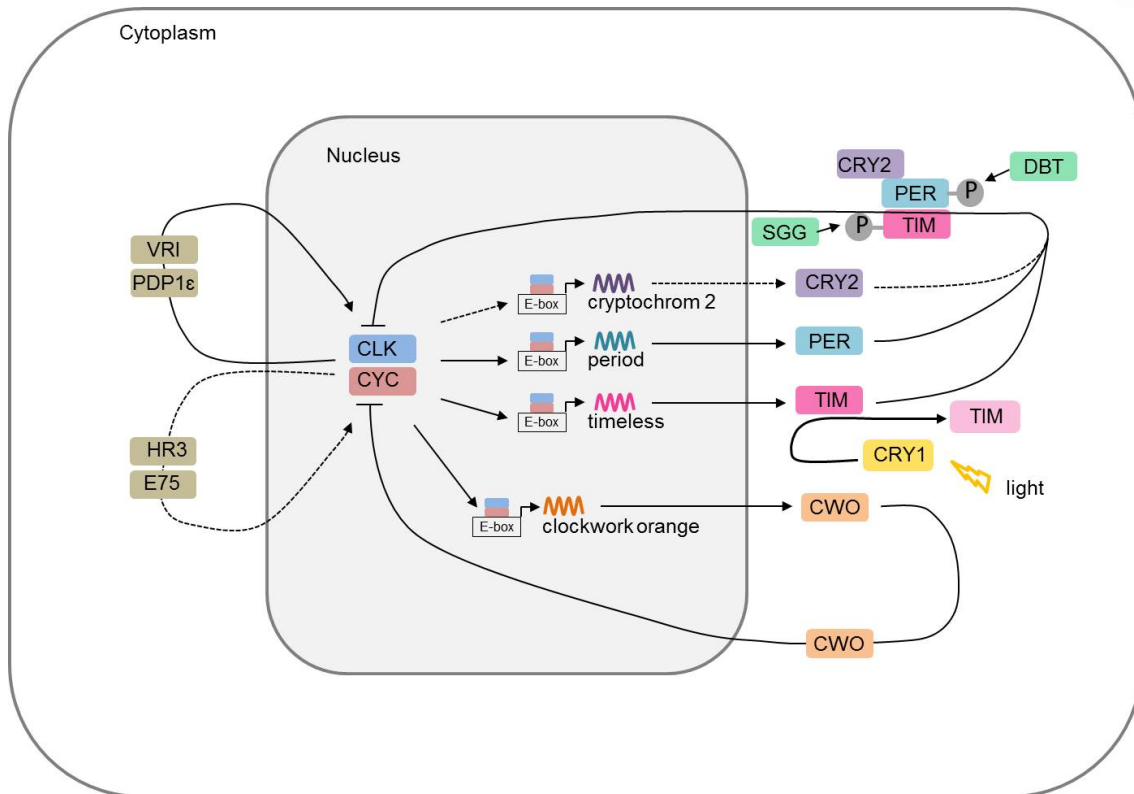 Cytoplasm
Nucleus
CRY2
DBT
PER
P
SGG
P
TIM
VRI
PDP1ε
E-box
cryptochrom 2
CRY2
CLK
CYC
E-box
period
PER
E-box
timeless
TIM
TIM
HR3
E75
CRY1
light
E-box
clockwork orange
CWO
CWO